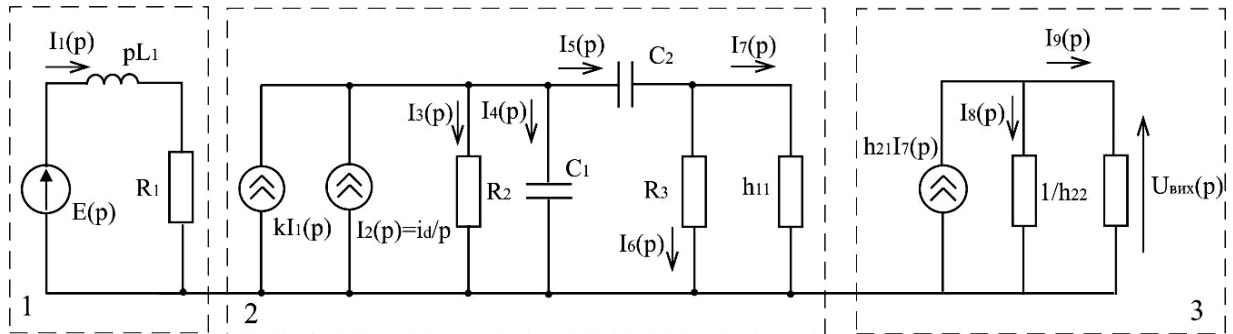 I1(p)
pL1
R1
E(p)
1
kI1(p)
I2(p)=id/p
I3(p)
R2
I4(p)
C1
I5(p)
C2
I7(p)
R3
I6(p)
h11
2
h21I7(p)
I8(p)
1/h22
I9(p)
Uвих(p)
3